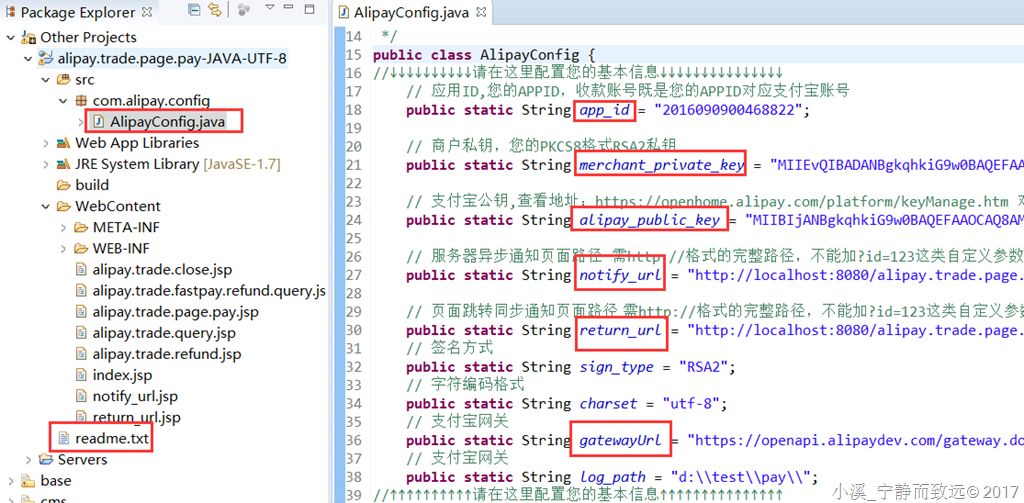 Package Explorer
Other Projects
alipay.trade.page.pay-JAVA-UTF-8
src
com.alipay.config
AlipayConfig.java
Web App Libraries
JRE System Library [JavaSE-1.7]
build
WebContent
META-INF
WEB-INF
alipay.trade.close.jsp
alipay.trade.fastpay.refund.query.js
alipay.trade.page.pay.jsp
alipay.trade.query.jsp
alipay.trade.refund.jsp
index.jsp
notify_url.jsp
return_url.jsp
readme.txt
Servers
base
cms
AlipayConfig.java
14 */
15 public class AlipayConfig {
16 //↓↓↓↓↓↓↓↓↓↓请在这里配置您的基本信息↓↓↓↓↓↓↓↓↓↓↓↓↓↓↓
17 // 应用ID,您的APPID，收款账号既是您的APPID对应支付宝账号
18 public static String app_id = "2016090900468822";
19
20 // 商户私钥，您的PKCS8格式RSA2私钥
21 public static String merchant_private_key = "MIIEvQIBADANBgkqhkiG9w0BAQEFAA
22
23 // 支付宝公钥,查看地址：https://openhome.alipay.com/platform/keyManage.htm 对
24 public static String alipay_public_key = "MIIBIjANBgkqhkiG9w0BAQEFAAOCAQ8AM
25
26 // 服务器异步通知页面路径 需http://格式的完整路径，不能加?id=123这类自定义参数
27 public static String notify_url = "http://localhost:8080/alipay.trade.page.
28
29 // 页面跳转同步通知页面路径 需http://格式的完整路径，不能加?id=123这类自定义参数
30 public static String return_url = "http://localhost:8080/alipay.trade.page.
31 // 签名方式
32 public static String sign_type = "RSA2";
33 // 字符编码格式
34 public static String charset = "utf-8";
35 // 支付宝网关
36 public static String gatewayUrl = "https://openapi.alipaydev.com/gateway.do
37 // 支付宝网关
38 public static String log_path = "d:\\test\\pay\\";
39 //↑↑↑↑↑↑↑↑↑↑请在这里配置您的基本信息↑↑↑↑↑↑↑↑↑↑↑↑↑↑↑
小溪_宁静而致远© 2017